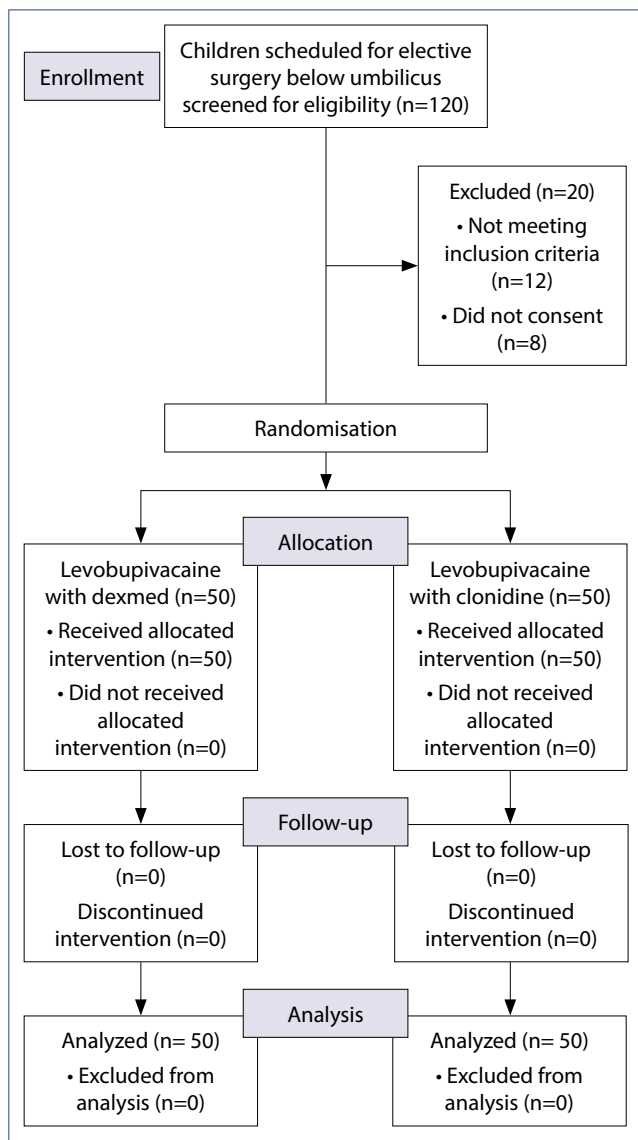 Enrollment
Children scheduled for elective
surgery below umbilicus
screened for eligibility (n=120)
Excluded (n=20)
• Not meeting
inclusion criteria
(n=12)
• Did not consent
(n=8)
Randomisation
Allocation
Levobupivacaine
with dexmed (n=50)
• Received allocated
intervention (n=50)
• Did not received
allocated
intervention (n=0)
Levobupivacaine
with clonidine (n=50)
• Received allocated
intervention (n=50)
• Did not received
allocated
intervention (n=0)
Follow-up
Lost to follow-up
(n=0)
Discontinued
intervention (n=0)
Lost to follow-up
(n=0)
Discontinued
intervention (n=0)
Analysis
Analyzed (n= 50)
• Excluded from
analysis (n=0)
Analyzed (n= 50)
• Excluded from
analysis (n=0)